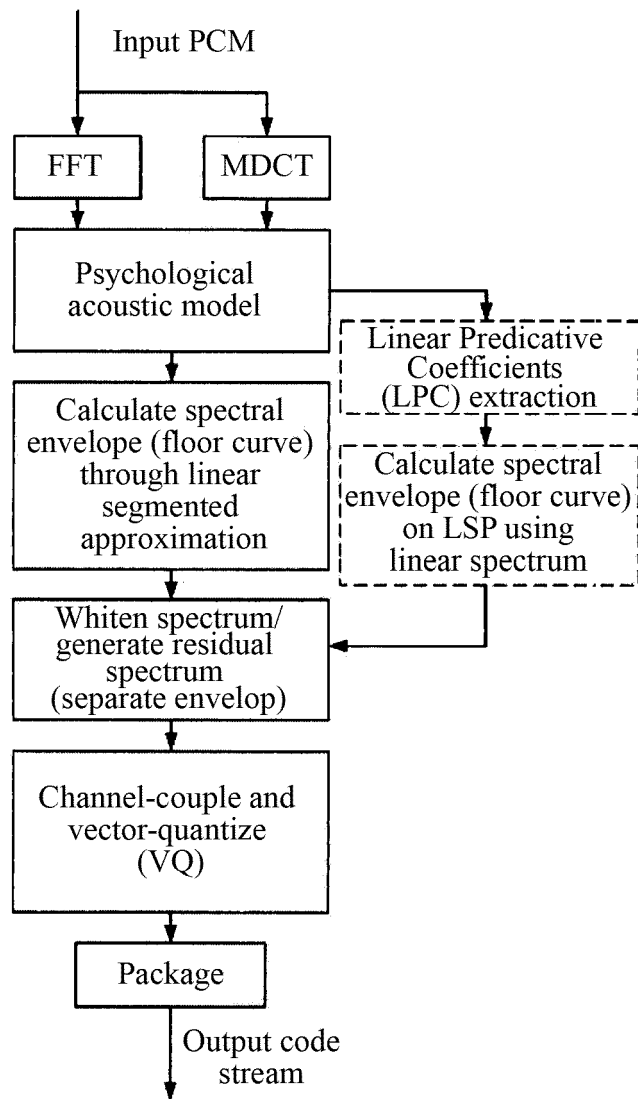 Input PCM
FFT
MDCT
Psychological
acoustic model
Linear Predicative
Coefficients
(LPC) extraction
Calculate spectral
envelope (floor curve)
through linear
segmented
approximation
Calculate spectral
envelope (floor curve)
on LSP using
linear spectrum
Whiten spectrum/
generate residual
spectrum
(separate envelop)
Channel-couple and
vector-quantize
(VQ)
Package
Output code
stream